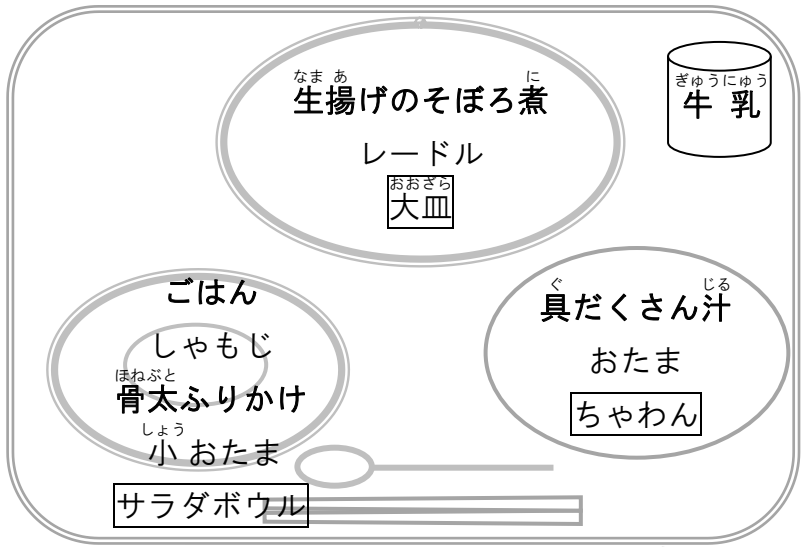 なま あ に
生揚げのそぼろ煮
レードル
おおざら
大皿
ぎゅうにゅう
牛 乳
ごはん
しゃもじ
ほねぶと
骨太ふりかけ
しょう
小 おたま
サラダボウル
ぐ じる
具だくさん汁
おたま
ちゃわん